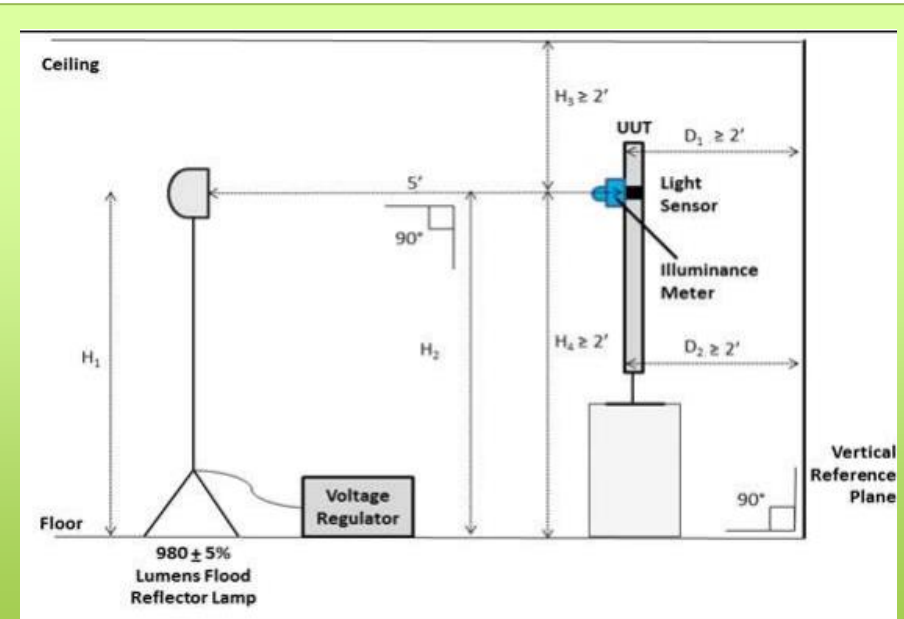 Ceiling
H₃ ≥ 2'
UUT
D₁ ≥ 2'
5'
Light
Sensor
90°
Illuminance
Meter
H₁
H₂
H₄ ≥ 2'
D₂ ≥ 2'
Vertical
Reference
Plane
Voltage
Regulator
90°
Floor
980 ± 5%
Lumens Flood
Reflector Lamp